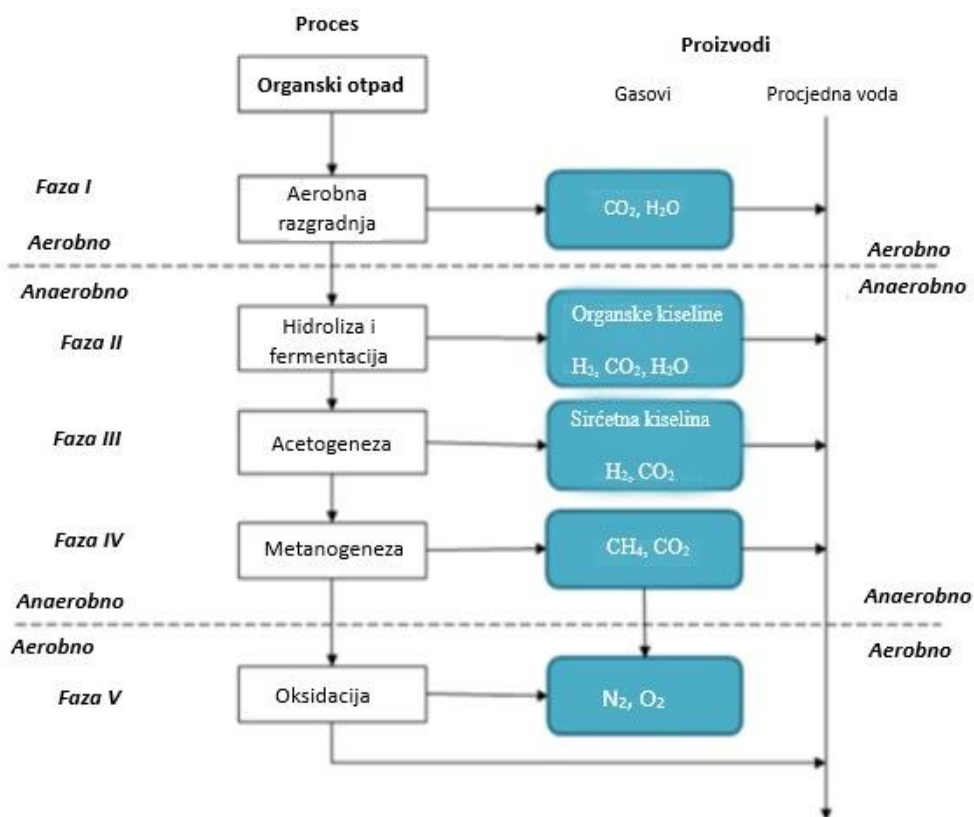 Proces
Proizvodi
Organski otpad
Gasovi
Procjedna voda
Faza I
Aerobna
razgradnja
CO₂, H₂O
Aerobno
Aerobno
Anaerobno
Anaerobno
Faza II
Hidroliza i
fermentacija
Organske kiseline
H₂, CO₂, H₂O
Faza III
Acetogeneza
Sirćetna kiselina
H₂, CO₂
Faza IV
Metanogeneza
CH₄, CO₂
Anaerobno
Anaerobno
Aerobno
Aerobno
Faza V
Oksidacija
N₂, O₂